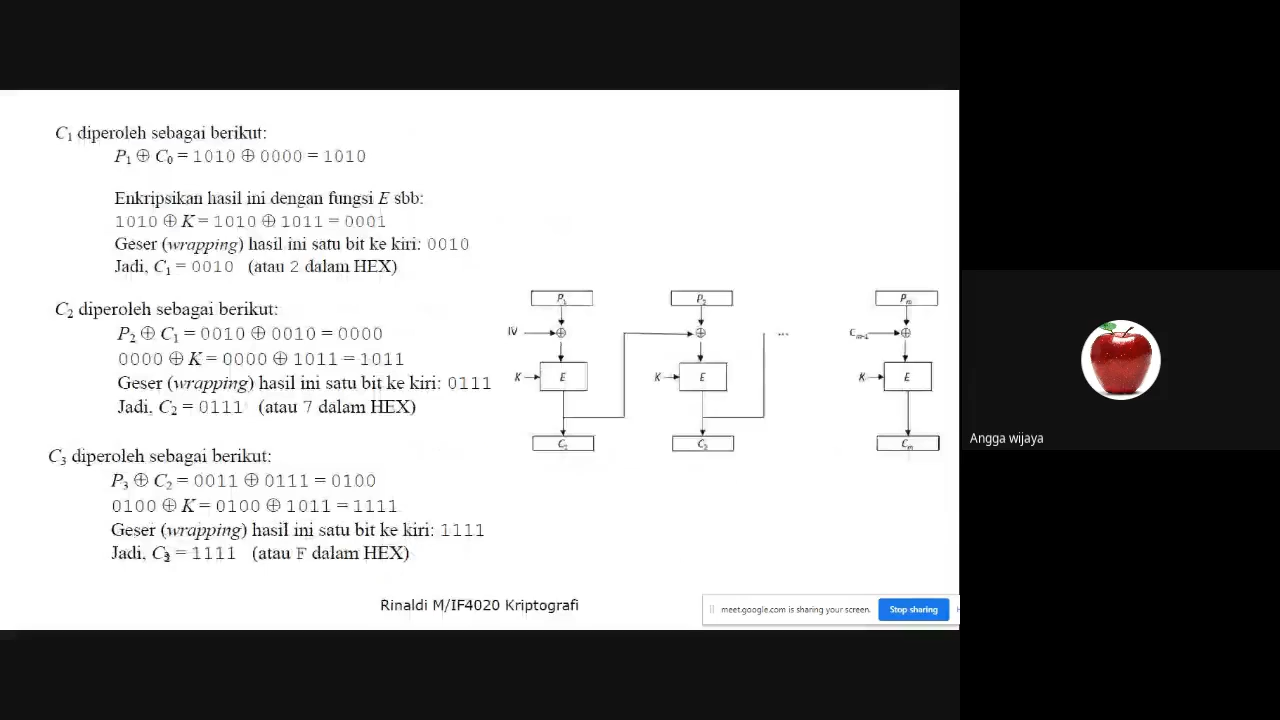 C₁ diperoleh sebagai berikut:
P₁ ⊕ C₀ = 1010 ⊕ 0000 = 1010
Enkripsikan hasil ini dengan fungsi E sbb:
1010 ⊕ K = 1010 ⊕ 1011 = 0001
Geser (wrapping) hasil ini satu bit ke kiri: 0010
Jadi, C₁ = 0010 (atau 2 dalam HEX)
C₂ diperoleh sebagai berikut:
P₂ ⊕ C₁ = 0010 ⊕ 0010 = 0000
0000 ⊕ K = 0000 ⊕ 1011 = 1011
Geser (wrapping) hasil ini satu bit ke kiri: 0111
Jadi, C₂ = 0111 (atau 7 dalam HEX)
C₃ diperoleh sebagai berikut:
P₃ ⊕ C₂ = 0011 ⊕ 0111 = 0100
0100 ⊕ K = 0100 ⊕ 1011 = 1111
Geser (wrapping) hasil ini satu bit ke kiri: 1111
Jadi, C₃ = 1111 (atau F dalam HEX)
P₁ P₂ Pₘ
IV ⊕ ⊕ ... Cₘ₋₁ ⊕
K E K E K E
Cₘ
Rinaldi M/IF4020 Kriptografi
meet.google.com is sharing your screen. Stop sharing
Angga wijaya